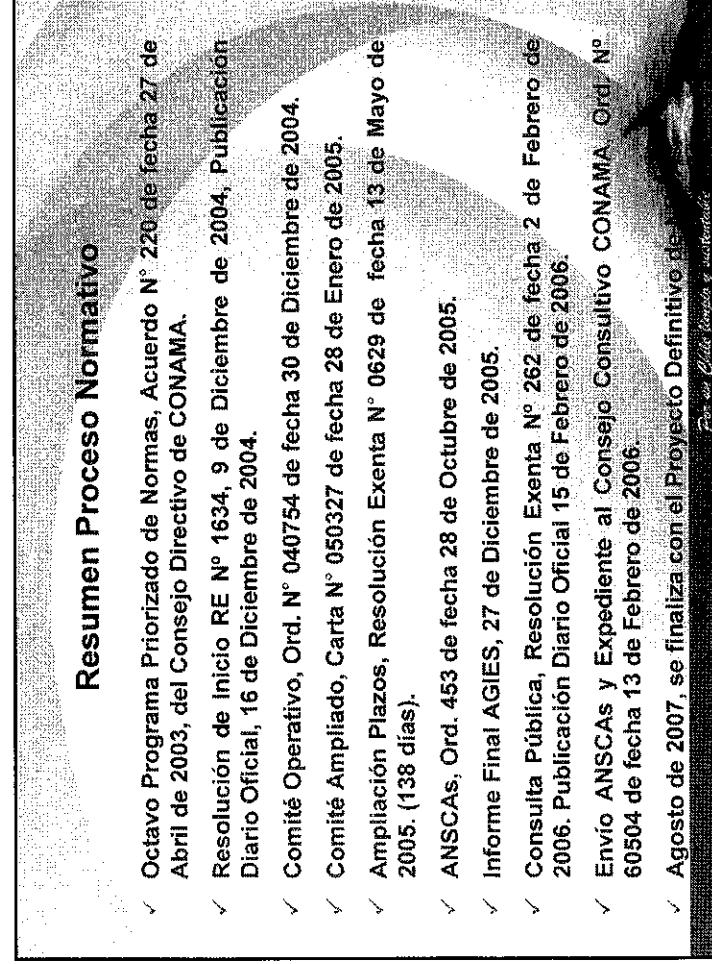 Resumen Proceso Normativo
✓ Octavo Programa Priorizado de Normas, Acuerdo N° 220 de fecha 27 de
Abril de 2003, del Consejo Directivo de CONAMA.
✓ Resolución de Inicio RE Nº 1634, 9 de Diciembre de 2004, Publicación
Diario Oficial, 16 de Diciembre de 2004.
✓ Comité Operativo, Ord. N° 040754 de fecha 30 de Diciembre de 2004.
✓ Comité Ampliado, Carta N° 050327 de fecha 28 de Enero de 2005.
✓ Ampliación Plazos, Resolución Exenta N° 0629 de fecha 13 de Mayo de
2005. (138 días).
✓ ANSCAs, Ord. 453 de fecha 28 de Octubre de 2005.
✓ Informe Final AGIES, 27 de Diciembre de 2005.
✓ Consulta Pública, Resolución Exenta Nº 262 de fecha 2 de Febrero de
2006. Publicación Diario Oficial 15 de Febrero de 2006.
✓ Envío ANSCAs y Expediente al Consejo Consultivo CONAMA, Ord. Nº
60504 de fecha 13 de Febrero de 2006.
✓ Agosto de 2007, se finaliza con el Proyecto Definitivo de
Por un Chile limpio y sustentable